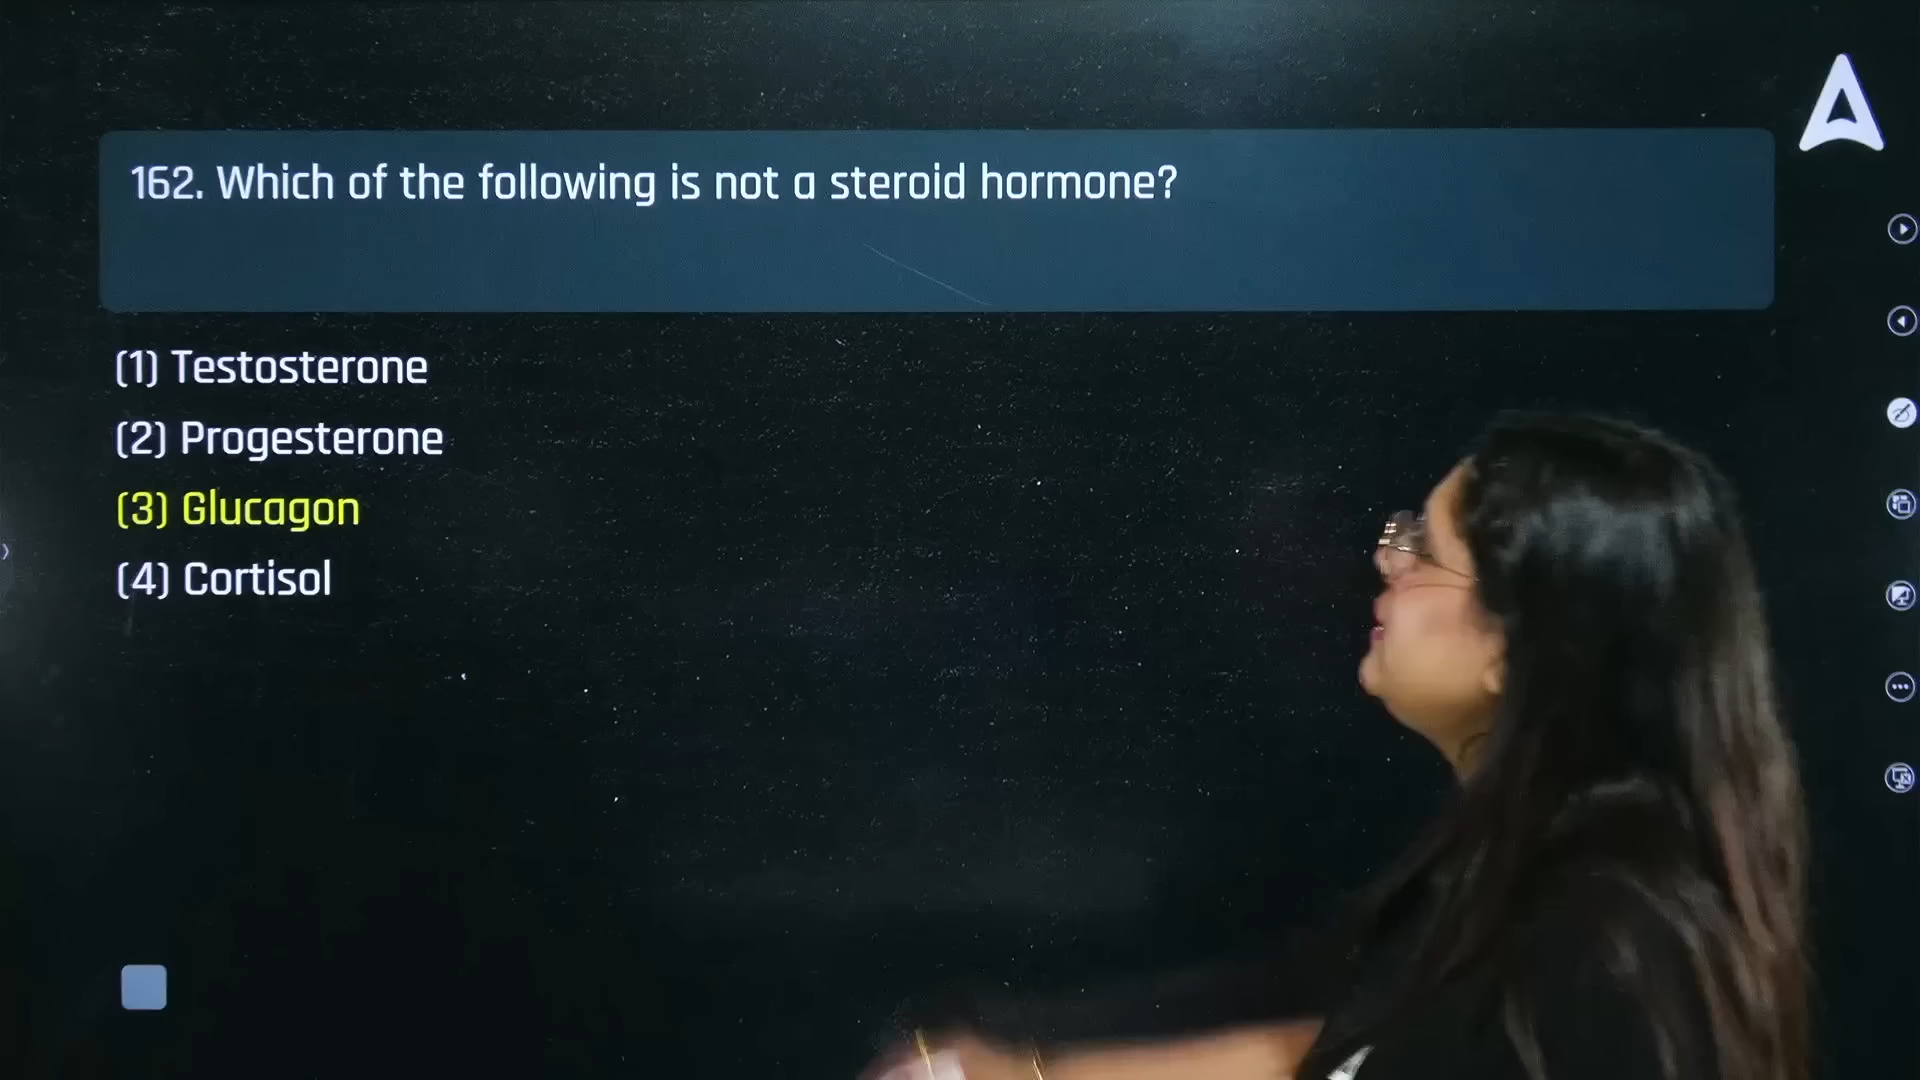 162. Which of the following is not a steroid hormone?
(1) Testosterone
(2) Progesterone
(3) Glucagon
(4) Cortisol